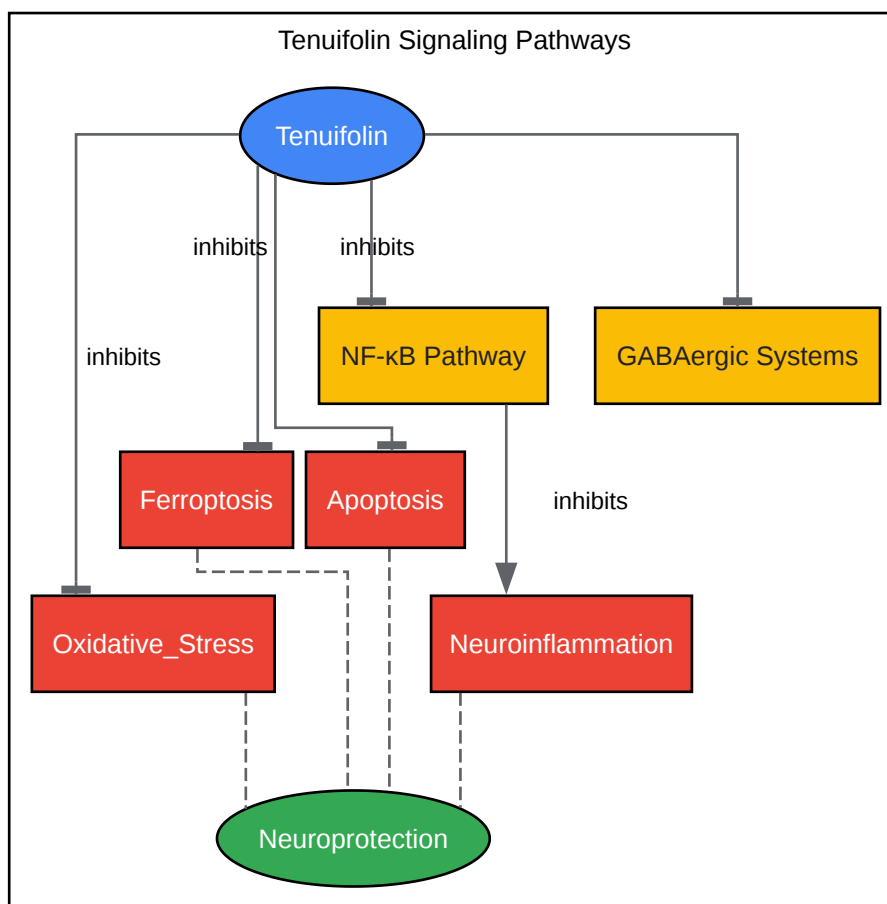 Tenuifolin Signaling Pathways
Tenuifolin
inhibits
inhibits
inhibits
NF-κB Pathway
GABAergic Systems
Ferroptosis
Apoptosis
inhibits
Oxidative_Stress
Neuroinflammation
Neuroprotection